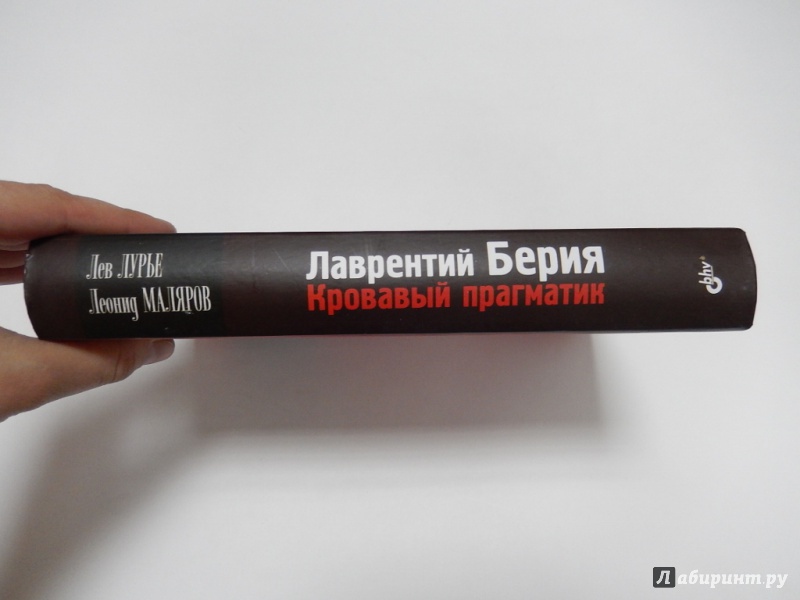 Лев ЛУРЬЕ
Леонид МАЛЯРОВ
Лаврентий Берия
Кровавый прагматик
bhv®
Лабиринт.ру